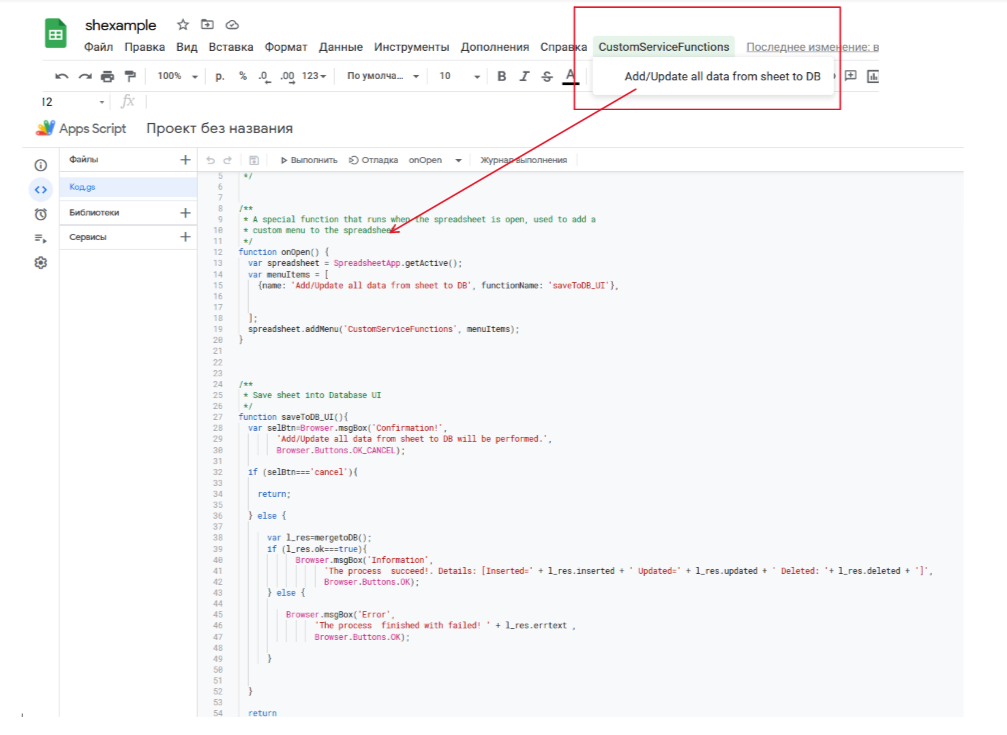 shexample
Файл Правка Вид Вставка Формат Данные Инструменты Дополнения Справка CustomServiceFunctions Последнее изменение: в
100% р. % .0 .00 123 По умолча... 10 B I S A
Add/Update all data from sheet to DB
I2 fx
Apps Script Проект без названия
Файлы
Выполнить Отладка onOpen Журнал выполнения
Код.gs
Библиотеки
Сервисы
5 */
6
7
8 /**
9 * A special function that runs when the spreadsheet is open, used to add a
10 * custom menu to the spreadsheet
11 */
12 function onOpen() {
13 var spreadsheet = SpreadsheetApp.getActive();
14 var menuItems = [
15 {name: 'Add/Update all data from sheet to DB', functionName: 'saveToDB_UI'},
16
17
18 ];
19 spreadsheet.addMenu('CustomServiceFunctions', menuItems);
20 }
21
22
23
24 /**
25 * Save sheet into Database UI
26 */
27 function saveToDB_UI(){
28 var selBtn=Browser.msgBox('Confirmation!',
29 'Add/Update all data from sheet to DB will be performed.',
30 Browser.Buttons.OK_CANCEL);
31
32 if (selBtn==='cancel'){
33
34 return;
35
36 } else {
37
38 var l_res=mergetoDB();
39 if (l_res.ok===true){
40 Browser.msgBox('Information',
41 'The process succeed!. Details: [Inserted=' + l_res.inserted + ' Updated=' + l_res.updated + ' Deleted: '+ l_res.deleted + ']',
42 Browser.Buttons.OK);
43 } else {
44
45 Browser.msgBox('Error',
46 'The process finished with failed! ' + l_res.errtext ,
47 Browser.Buttons.OK);
48
49 }
50
51
52 }
53
54 return